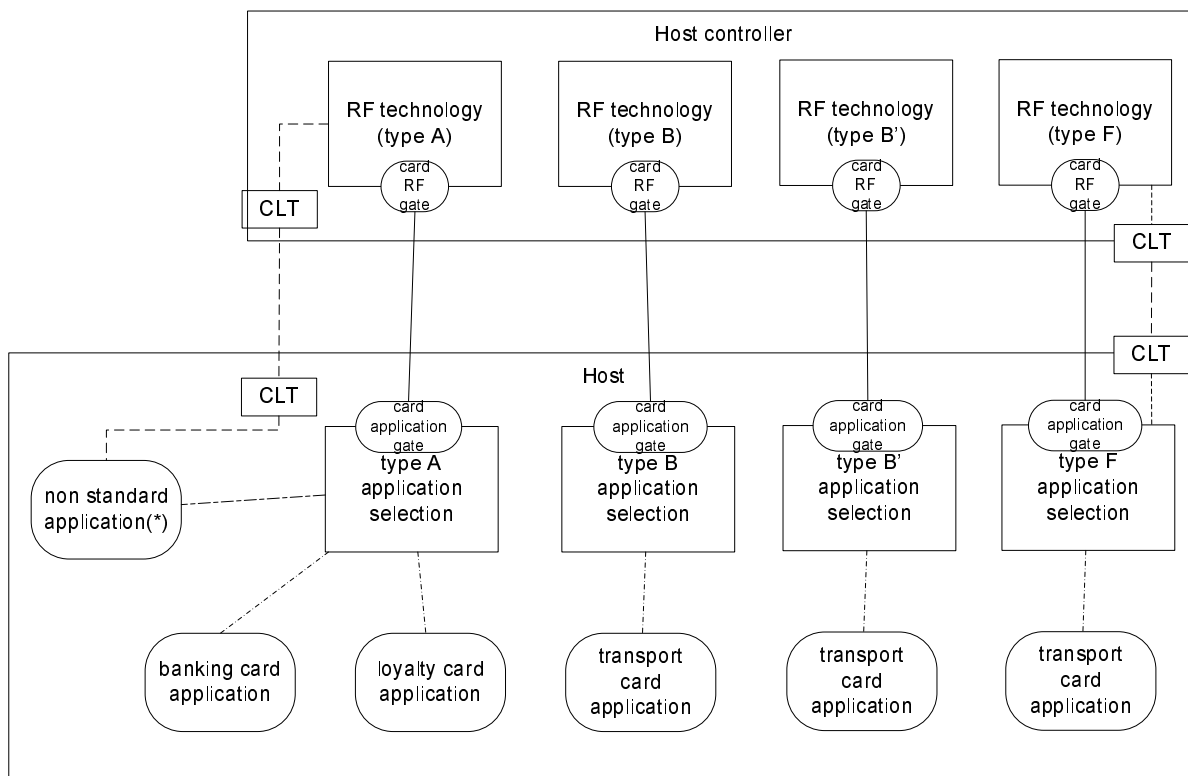 Host controller
RF technology
(type A)
RF technology
(type B)
RF technology
(type B’)
RF technology
(type F)
card
RF
gate
card
RF
gate
card
RF
gate
card
RF
gate
CLT
CLT
CLT
Host
CLT
card
application
gate
card
application
gate
card
application
gate
card
application
gate
type A
application
selection
type B
application
selection
type B’
application
selection
type F
application
selection
non standard
application(*)
banking card
application
loyalty card
application
transport
card
application
transport
card
application
transport
card
application